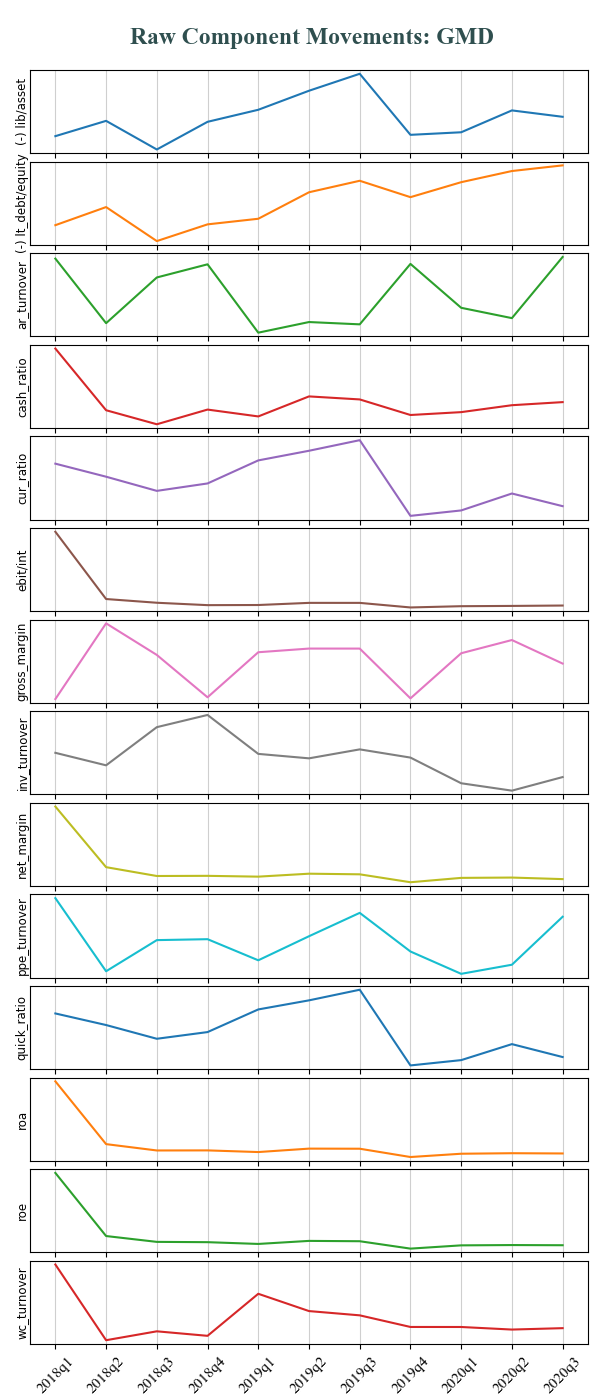 Raw Component Movements: GMD
(-) lib/asset
(-) lt_debt/equity
ar_turnover
cash_ratio
cur_ratio
ebit/int
gross_margin
inv_turnover
net_margin
ppe_turnover
quick_ratio
roa
roe
wc_turnover
2018q1 2018q2 2018q3 2018q4 2019q1 2019q2 2019q3 2019q4 2020q1 2020q2 2020q3